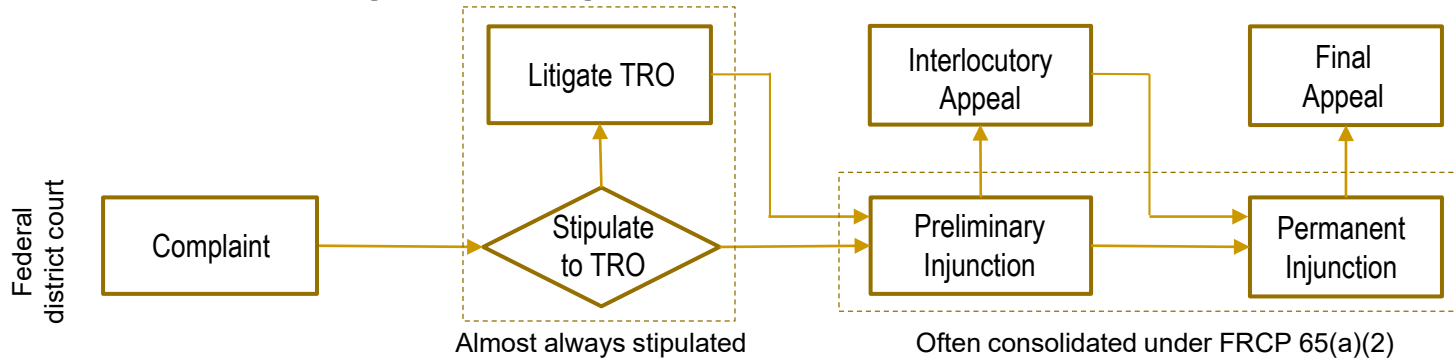 Litigate TRO
Interlocutory
Appeal
Final
Appeal
Federal
district court
Complaint
Stipulate
to TRO
Preliminary
Injunction
Permanent
Injunction
Almost always stipulated
Often consolidated under FRCP 65(a)(2)